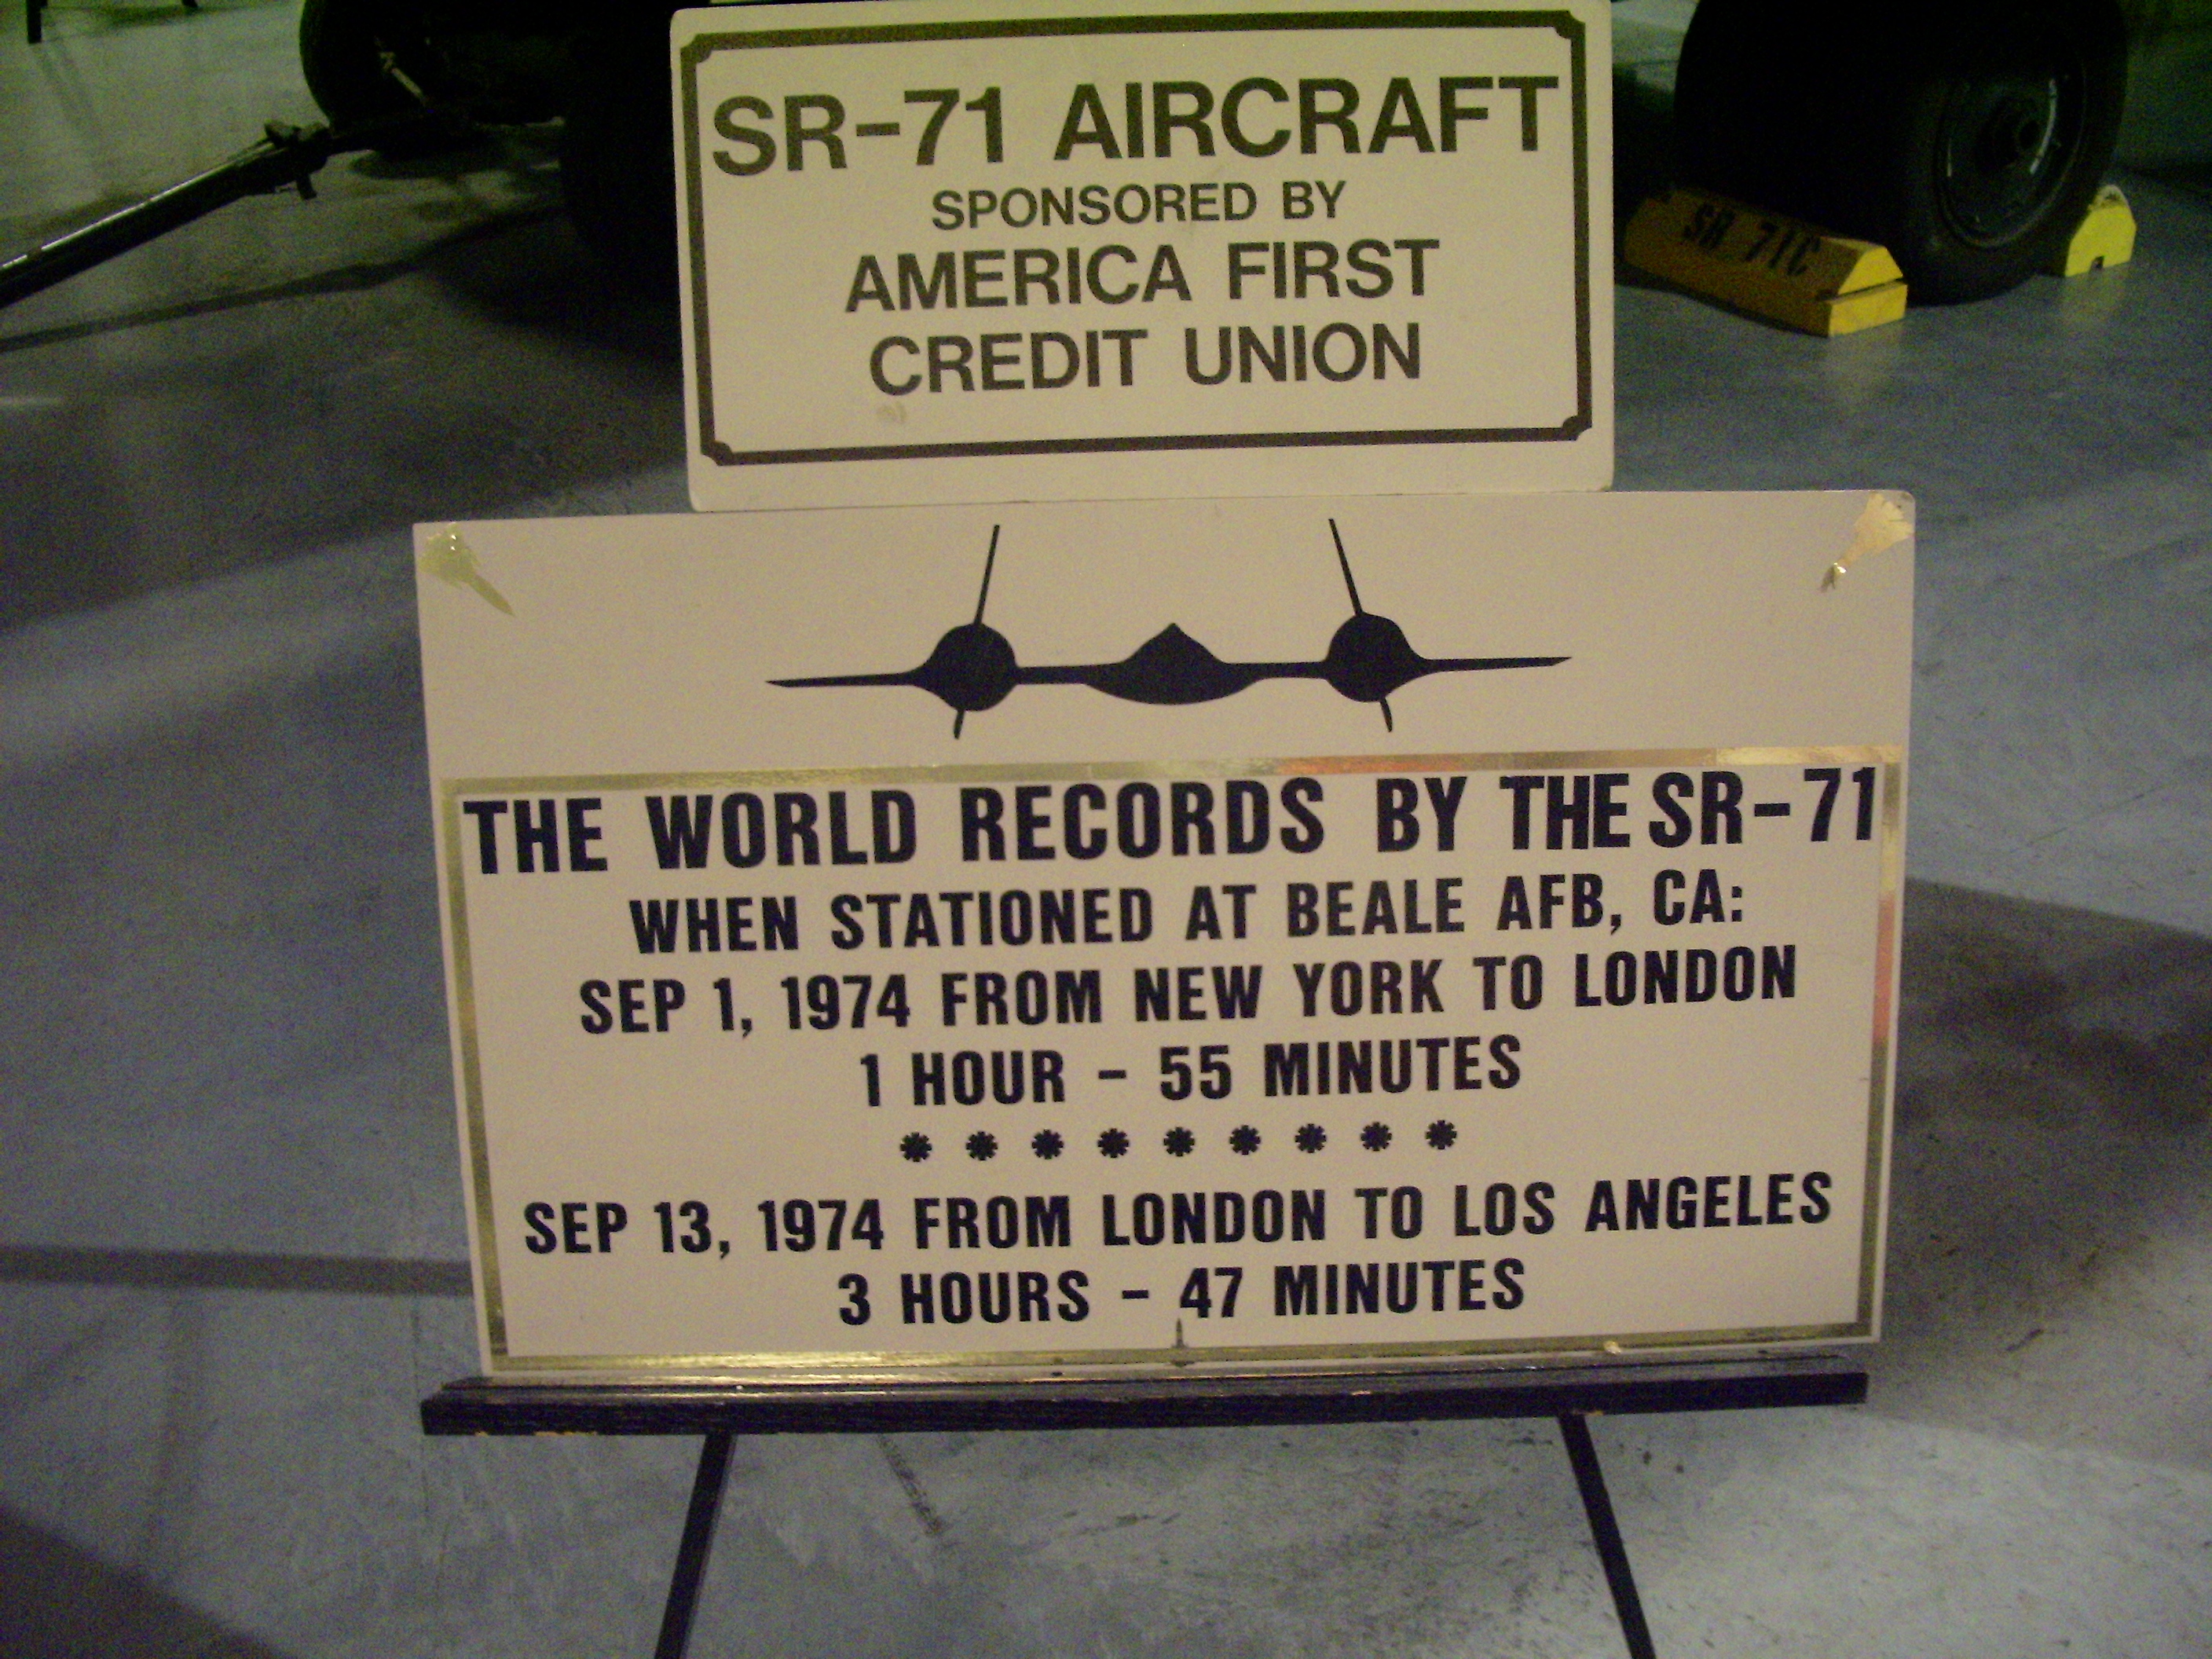 SR-71 AIRCRAFT
SPONSORED BY
AMERICA FIRST
CREDIT UNION
SR 71C
THE WORLD RECORDS BY THE SR-71
WHEN STATIONED AT BEALE AFB, CA:
SEP 1, 1974 FROM NEW YORK TO LONDON
1 HOUR - 55 MINUTES
* * * * * * * * *
SEP 13, 1974 FROM LONDON TO LOS ANGELES
3 HOURS - 47 MINUTES